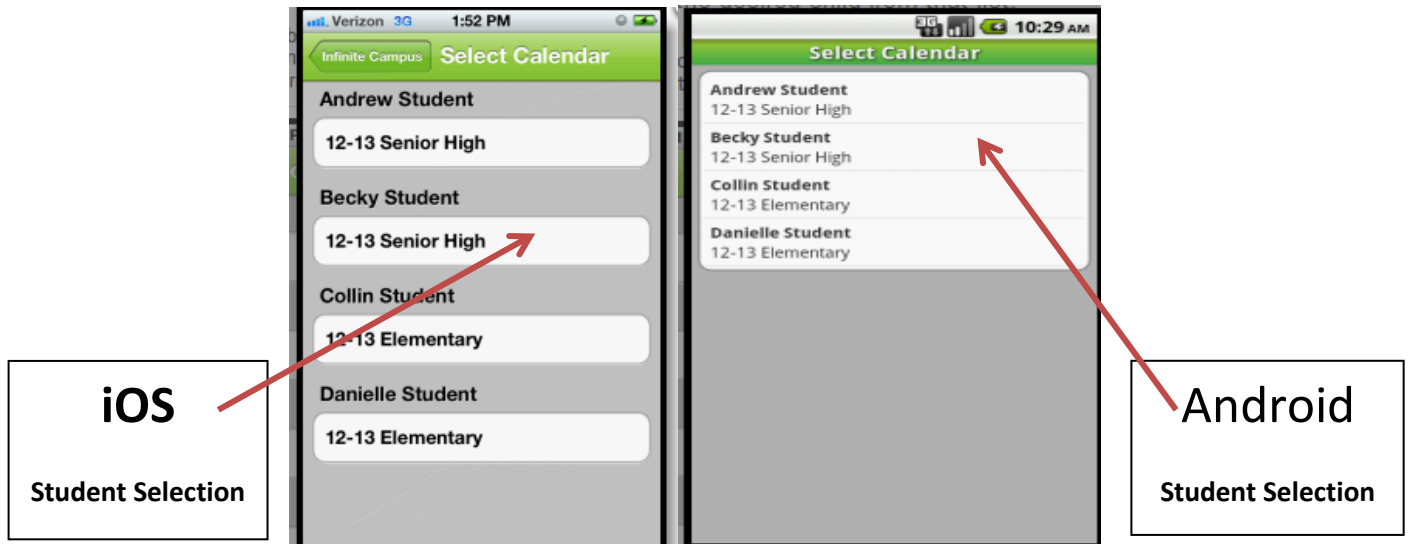 Verizon 3G 1:52 PM
Infinite Campus Select Calendar
Andrew Student
12-13 Senior High
Becky Student
12-13 Senior High
Collin Student
12-13 Elementary
Danielle Student
12-13 Elementary
3G 10:29 AM
Select Calendar
Andrew Student
12-13 Senior High
Becky Student
12-13 Senior High
Collin Student
12-13 Elementary
Danielle Student
12-13 Elementary
iOS
Student Selection
Android
Student Selection